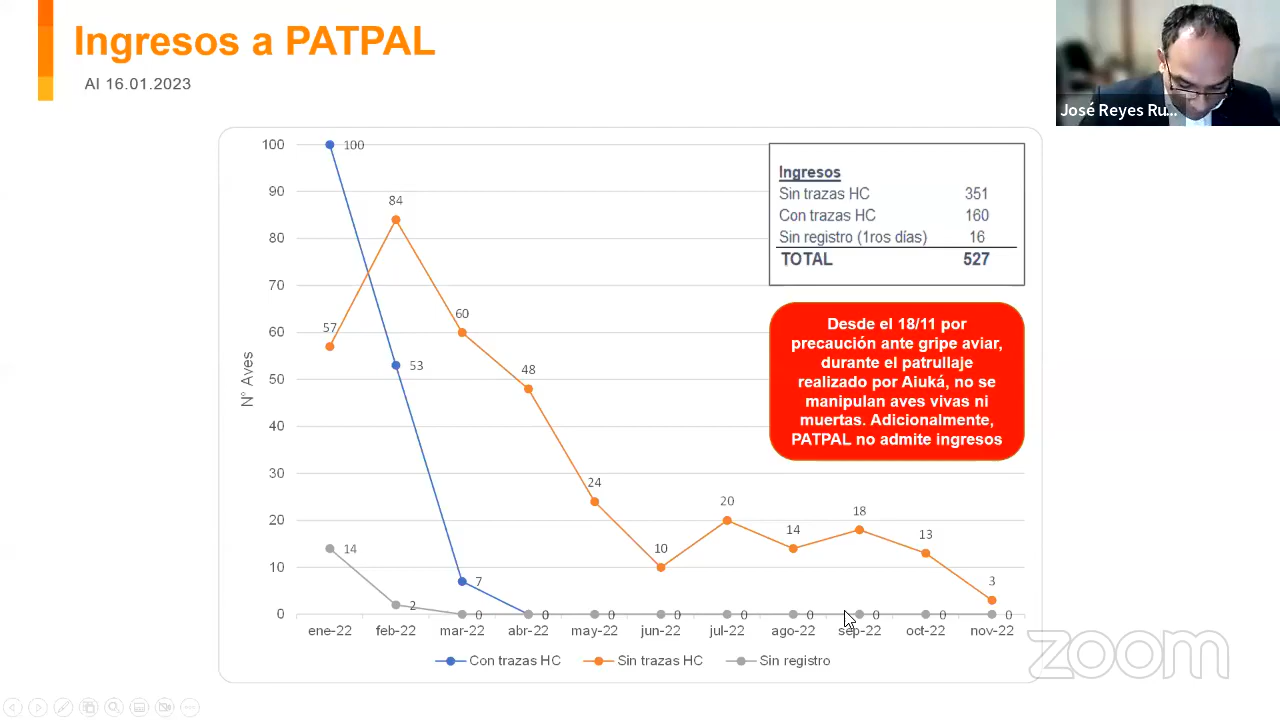 Ingresos a PATPAL
Al 16.01.2023
José Reyes Ru...
100
90
80
70
60
50
40
30
20
10
0
N° Aves
100
53
7
57
84
60
48
24
10
20
14
18
13
3
14
2
0
0
0
0
0
0
0
0
0
ene-22 feb-22 mar-22 abr-22 may-22 jun-22 jul-22 ago-22 sep-22 oct-22 nov-22
Con trazas HC Sin trazas HC Sin registro
Ingresos
Sin trazas HC 351
Con trazas HC 160
Sin registro (1ros días) 16
TOTAL 527
Desde el 18/11 por
precaución ante gripe aviar,
durante el patrullaje
realizado por Aiuká, no se
manipulan aves vivas ni
muertas. Adicionalmente,
PATPAL no admite ingresos
zoom